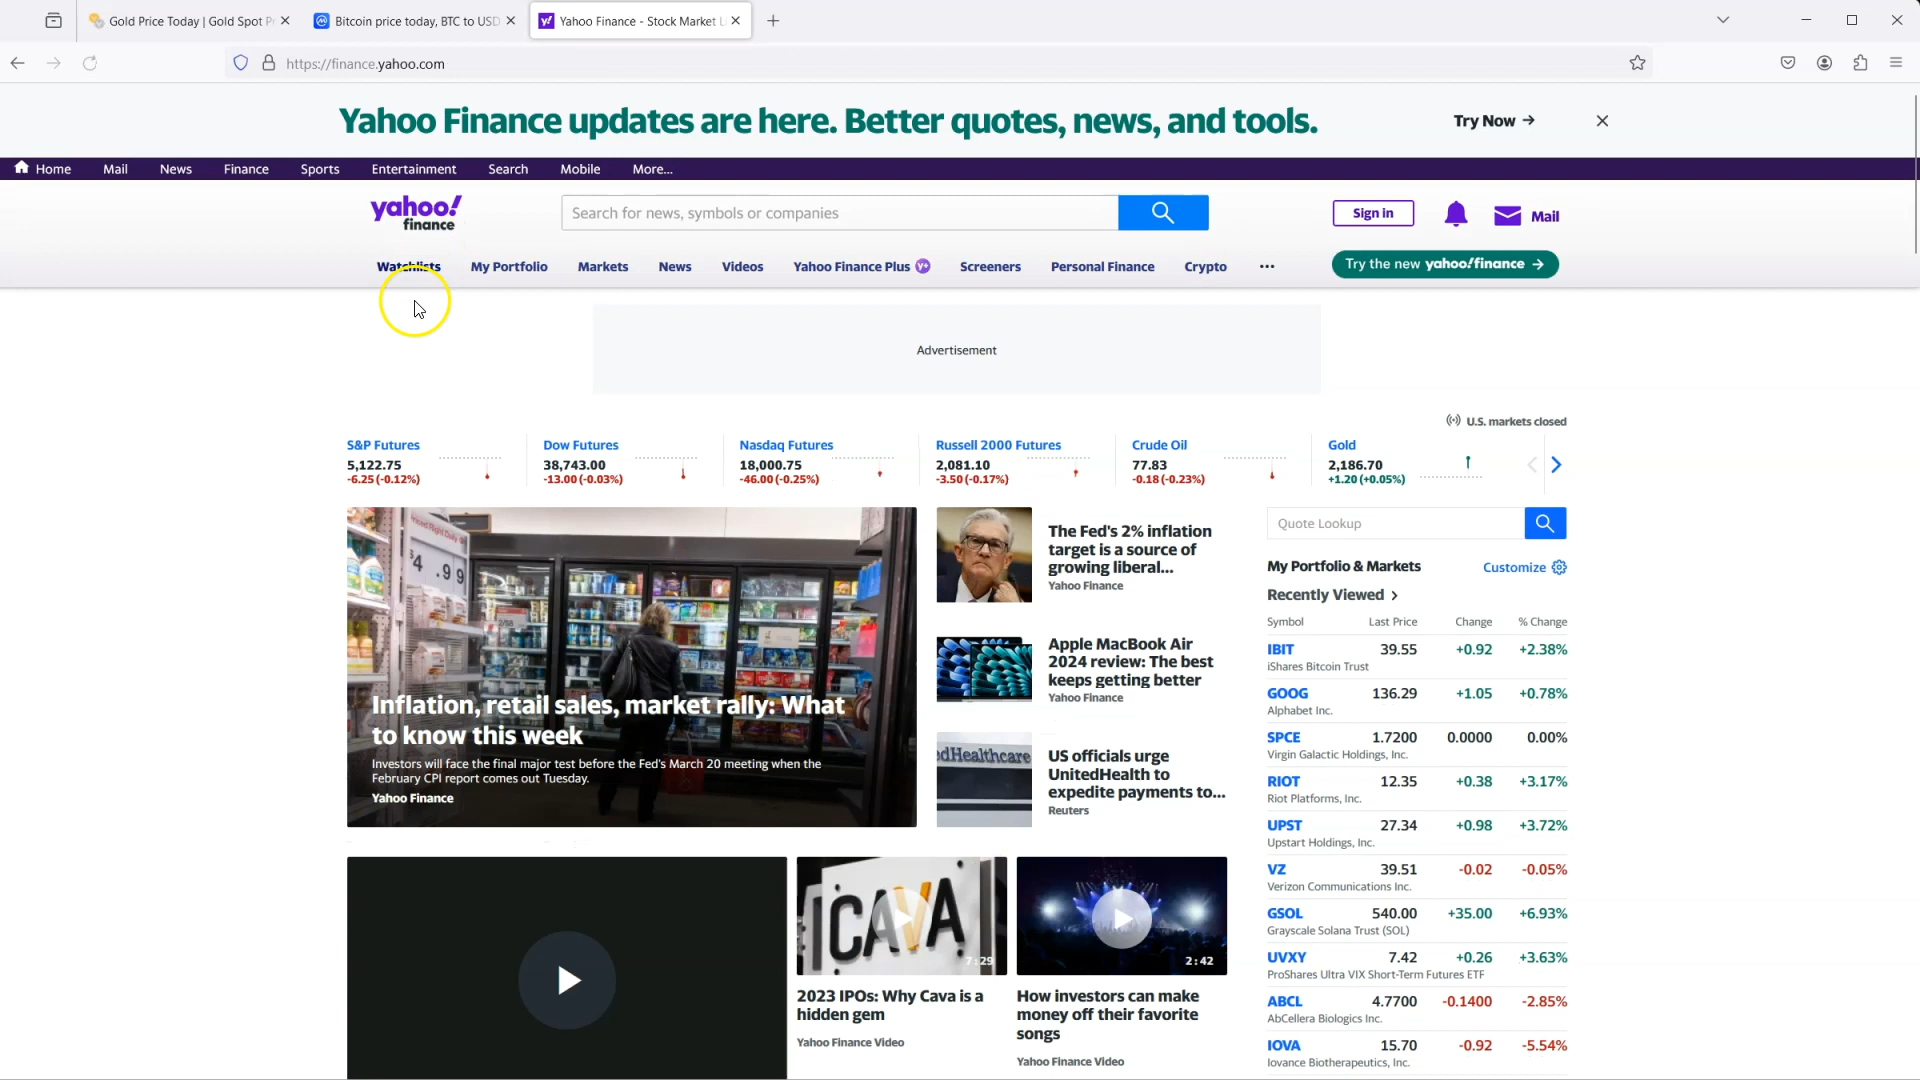 Gold Price Today | Gold Spot P
Bitcoin price today, BTC to USD
Yahoo Finance - Stock Market L
https://finance.yahoo.com
Yahoo Finance updates are here. Better quotes, news, and tools.
Try Now →
Home Mail News Finance Sports Entertainment Search Mobile More...
yahoo!
finance
Search for news, symbols or companies
Sign in
Mail
Watchlists My Portfolio Markets News Videos Yahoo Finance Plus Y+ Screeners Personal Finance Crypto ...
Try the new yahoo!finance →
Advertisement
U.S. markets closed
S&P Futures
5,122.75
-6.25 (-0.12%)
Dow Futures
38,743.00
-13.00 (-0.03%)
Nasdaq Futures
18,000.75
-46.00 (-0.25%)
Russell 2000 Futures
2,081.10
-3.50 (-0.17%)
Crude Oil
77.83
-0.18 (-0.23%)
Gold
2,186.70
+1.20 (+0.05%)
$4.99
Inflation, retail sales, market rally: What
to know this week
Investors will face the final major test before the Fed's March 20 meeting when the
February CPI report comes out Tuesday.
Yahoo Finance
The Fed's 2% inflation
target is a source of
growing liberal...
Yahoo Finance
Apple MacBook Air
2024 review: The best
keeps getting better
Yahoo Finance
edHealthcare
US officials urge
UnitedHealth to
expedite payments to...
Reuters
Quote Lookup
My Portfolio & Markets
Customize
Recently Viewed >
Symbol Last Price Change % Change
IBIT 39.55 +0.92 +2.38%
iShares Bitcoin Trust
GOOG 136.29 +1.05 +0.78%
Alphabet Inc.
SPCE 1.7200 0.0000 0.00%
Virgin Galactic Holdings, Inc.
RIOT 12.35 +0.38 +3.17%
Riot Platforms, Inc.
UPST 27.34 +0.98 +3.72%
Upstart Holdings, Inc.
VZ 39.51 -0.02 -0.05%
Verizon Communications Inc.
GSOL 540.00 +35.00 +6.93%
Grayscale Solana Trust (SOL)
UVXY 7.42 +0.26 +3.63%
ProShares Ultra VIX Short-Term Futures ETF
ABCL 4.7700 -0.1400 -2.85%
AbCellera Biologics Inc.
IOVA 15.70 -0.92 -5.54%
Iovance Biotherapeutics, Inc.
CAVA
7:29
2023 IPOs: Why Cava is a
hidden gem
Yahoo Finance Video
2:42
How investors can make
money off their favorite
songs
Yahoo Finance Video